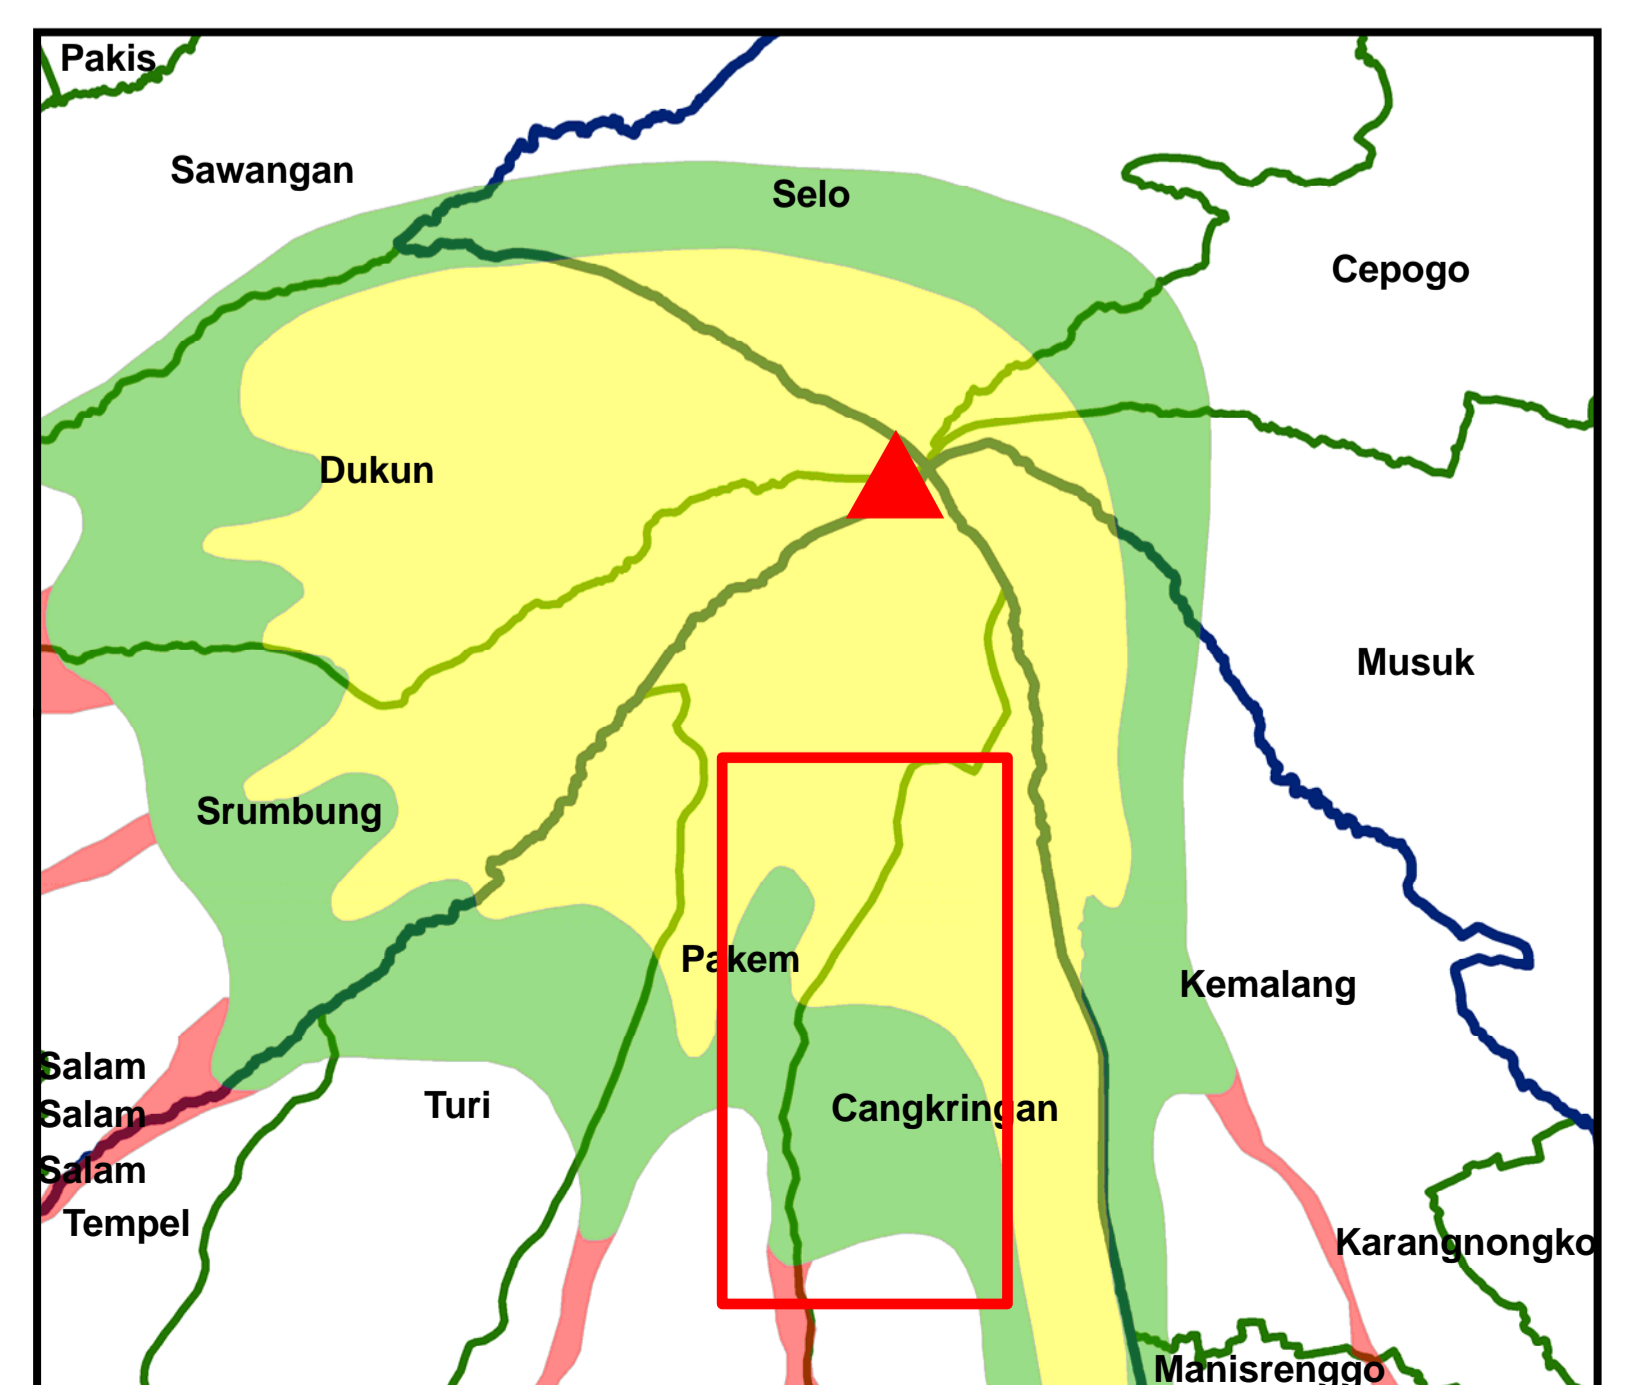 Pakis
Sawangan
Selo
Cepogo
Dukun
Musuk
Srumbung
Pakem
Kemalang
Salam
Turi
Cangkringan
Salam
Salam
Tempel
Karangnongko
Manisrenggo